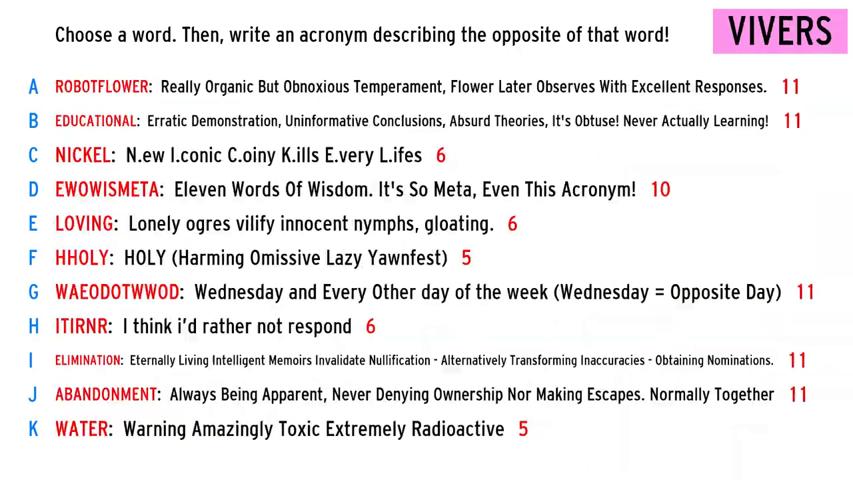 Choose a word. Then, write an acronym describing the opposite of that word!
VIVERS
A ROBOTFLOWER: Really Organic But Obnoxious Temperament, Flower Later Observes With Excellent Responses. 11
B EDUCATIONAL: Erratic Demonstration, Uninformative Conclusions, Absurd Theories, It's Obtuse! Never Actually Learning! 11
C NICKEL: N.ew I.conic C.oiny K.ills E.very L.ifes 6
D EWOWISMETA: Eleven Words Of Wisdom. It's So Meta, Even This Acronym! 10
E LOVING: Lonely ogres vilify innocent nymphs, gloating. 6
F HHOLY: HOLY (Harming Omissive Lazy Yawnfest) 5
G WAEODOTWWOD: Wednesday and Every Other day of the week (Wednesday = Opposite Day) 11
H ITIRNR: I think i'd rather not respond 6
I ELIMINATION: Eternally Living Intelligent Memoirs Invalidate Nullification - Alternatively Transforming Inaccuracies - Obtaining Nominations. 11
J ABANDONMENT: Always Being Apparent, Never Denying Ownership Nor Making Escapes. Normally Together 11
K WATER: Warning Amazingly Toxic Extremely Radioactive 5